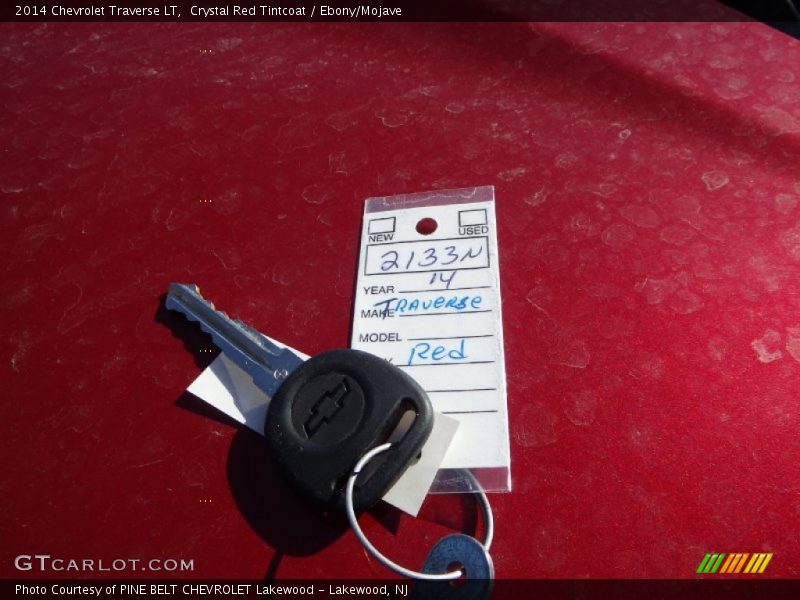 2014 Chevrolet Traverse LT, Crystal Red Tintcoat / Ebony/Mojave
NEW USED
2133N
YEAR 14
MAKE Traverse
MODEL
Red
GTCARLOT.COM
Photo Courtesy of PINE BELT CHEVROLET Lakewood - Lakewood, NJ